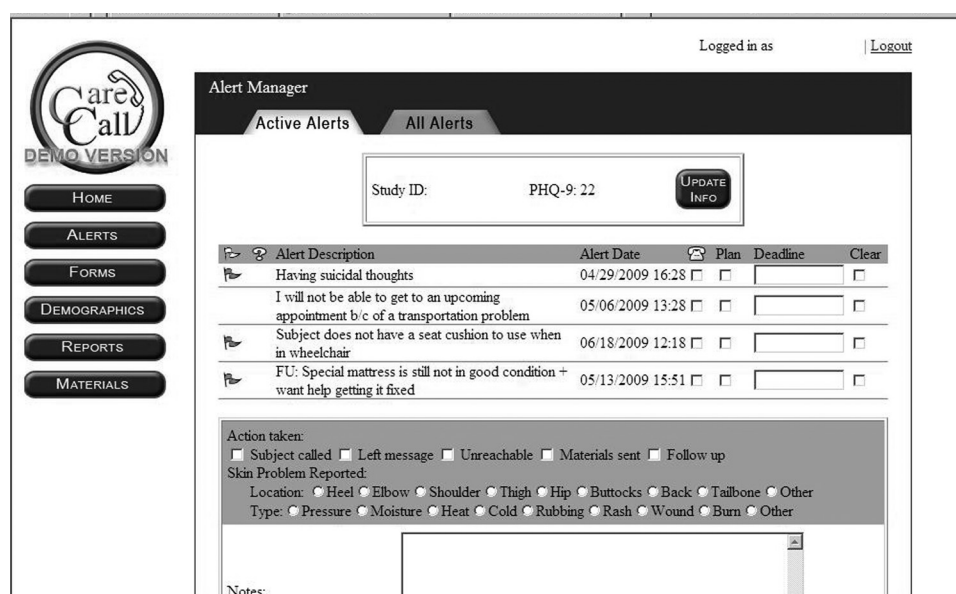 Logged in as | Logout
Care Call
DEMO VERSION
HOME
ALERTS
FORMS
DEMOGRAPHICS
REPORTS
MATERIALS
Alert Manager
Active Alerts All Alerts
Study ID: PHQ-9: 22 UPDATE INFO
Alert Description Alert Date Plan Deadline Clear
Having suicidal thoughts 04/29/2009 16:28
I will not be able to get to an upcoming
appointment b/c of a transportation problem 05/06/2009 13:28
Subject does not have a seat cushion to use when
in wheelchair 06/18/2009 12:18
FU: Special mattress is still not in good condition +
want help getting it fixed 05/13/2009 15:51
Action taken:
Subject called Left message Unreachable Materials sent Follow up
Skin Problem Reported:
Location: Heel Elbow Shoulder Thigh Hip Buttocks Back Tailbone Other
Type: Pressure Moisture Heat Cold Rubbing Rash Wound Burn Other
Notes: